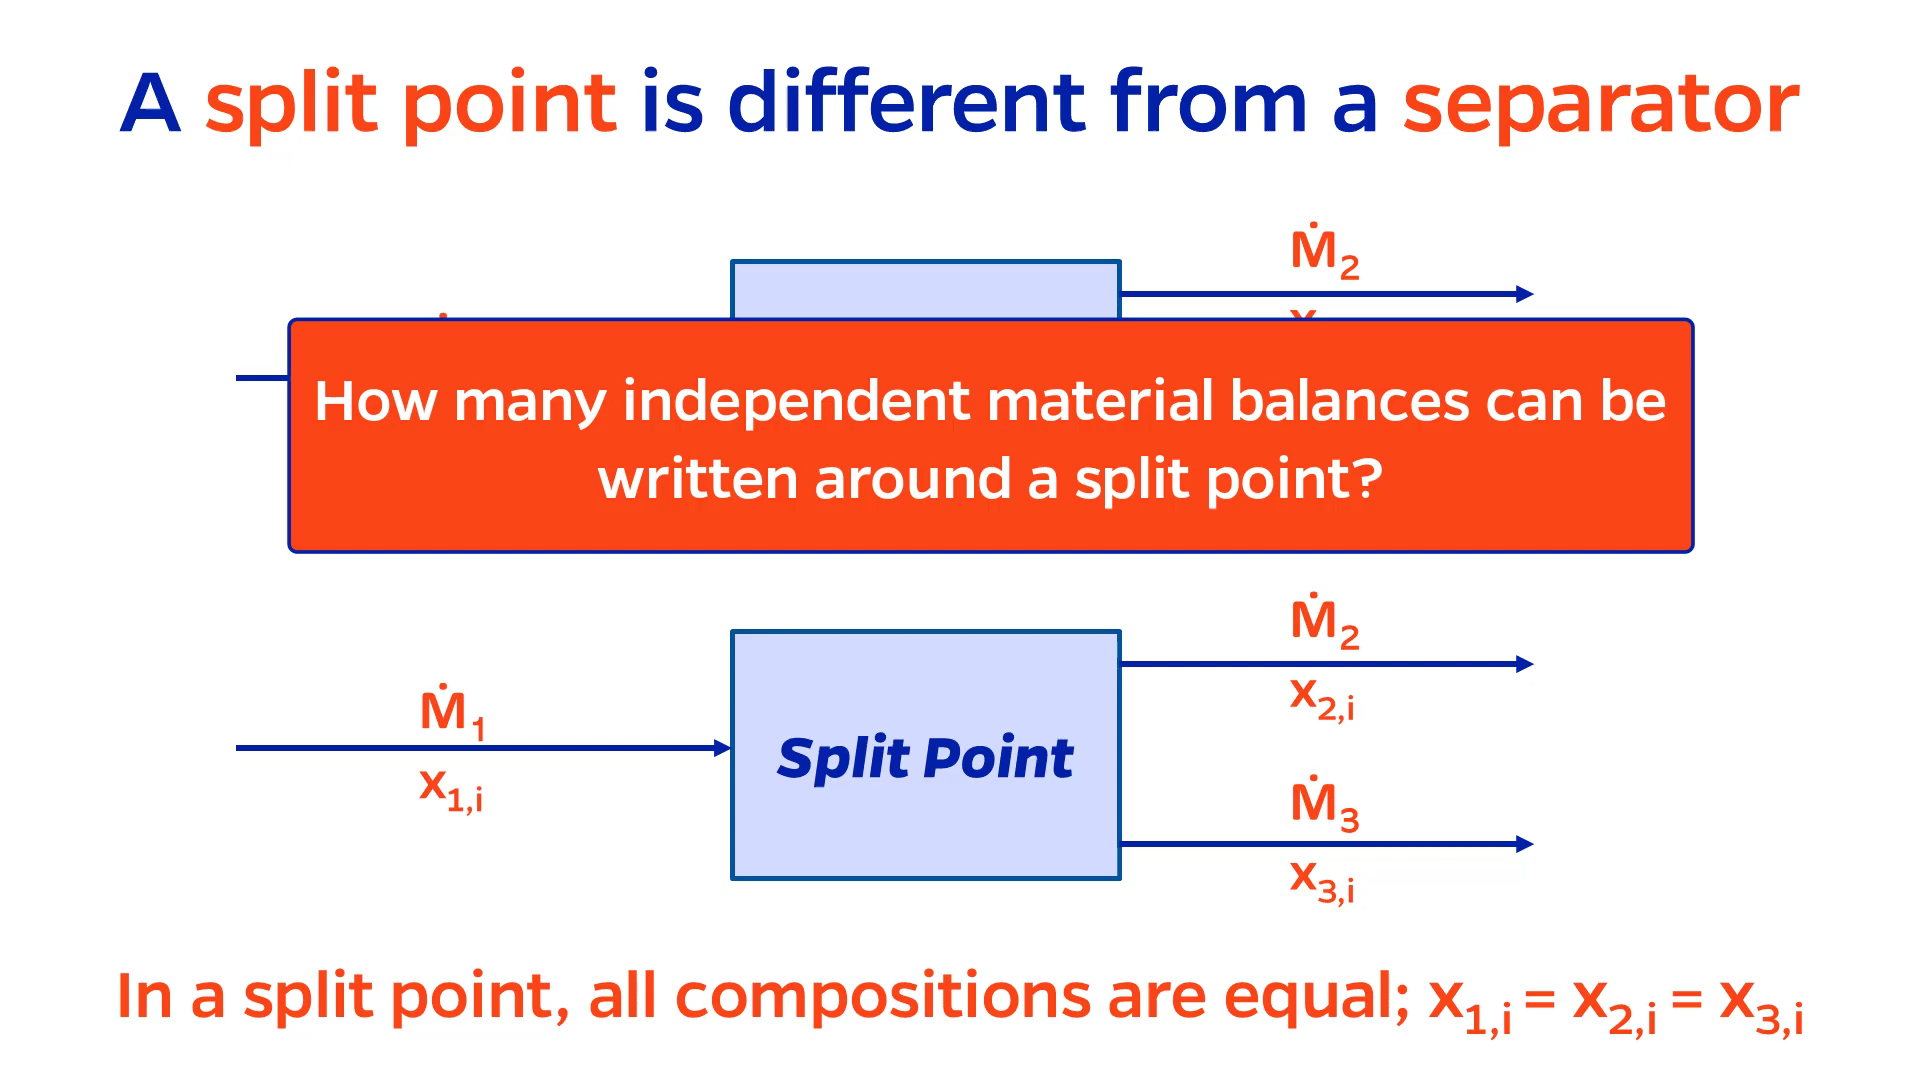 A split point is different from a separator
Ṁ₂
How many independent material balances can be
written around a split point?
Ṁ₂
x₂,ᵢ
Ṁ₁
x₁,ᵢ
Split Point
Ṁ₃
x₃,ᵢ
In a split point, all compositions are equal; x₁,ᵢ = x₂,ᵢ = x₃,ᵢ